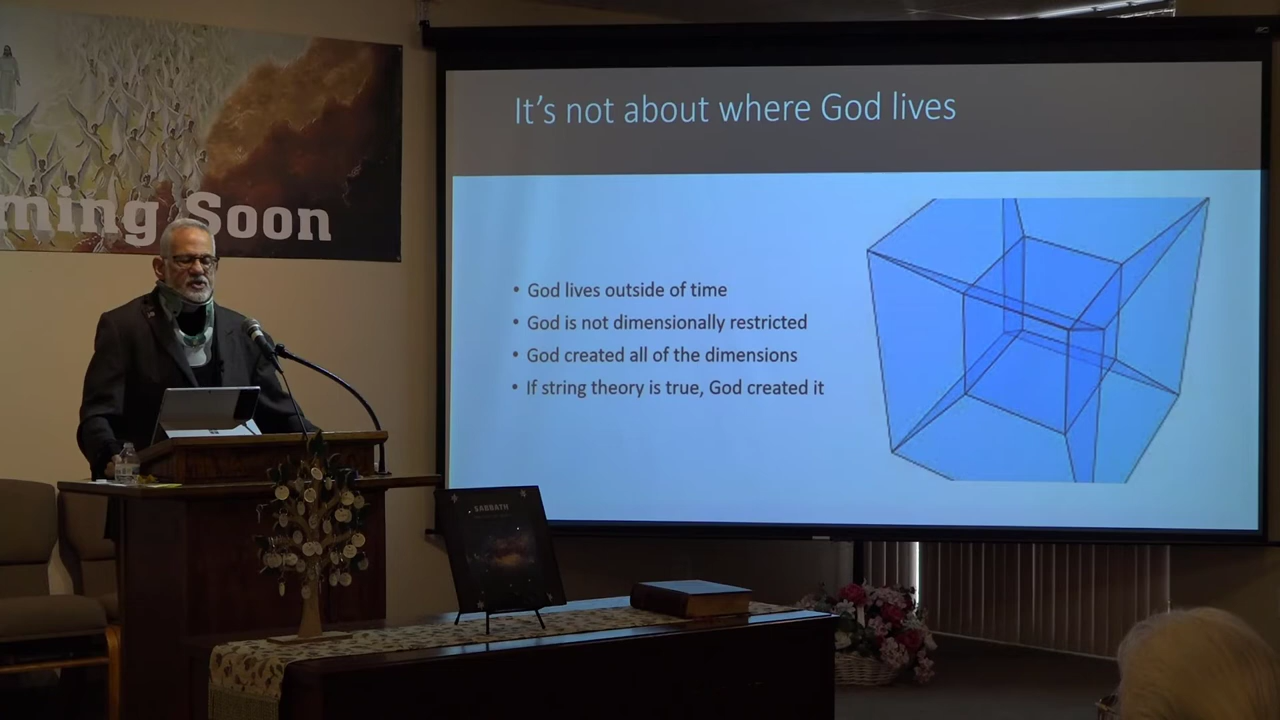 ming Soon
It's not about where God lives
• God lives outside of time
• God is not dimensionally restricted
• God created all of the dimensions
• If string theory is true, God created it
SABBATH